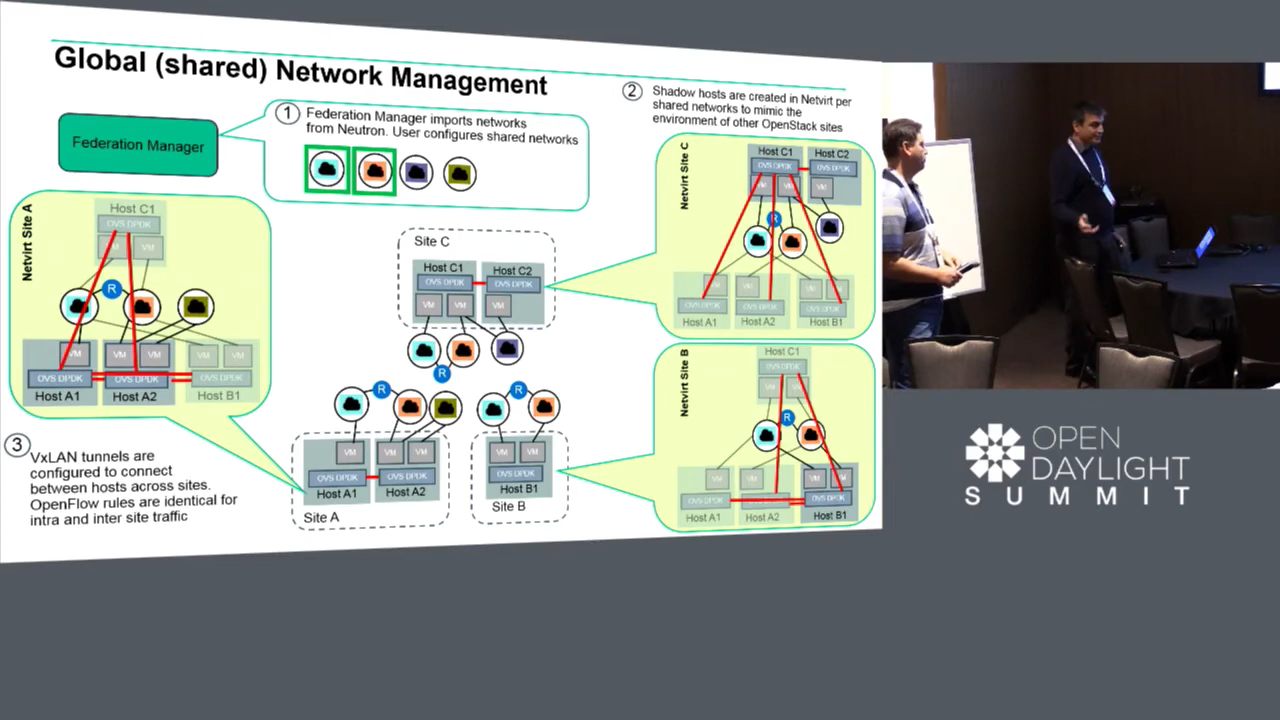 Global (shared) Network Management
Federation Manager
1
Federation Manager imports networks
from Neutron. User configures shared networks
2
Shadow hosts are created in Netvirt per
shared networks to mimic the
environment of other OpenStack sites
Netvirt Site A
Host C1
OVS DPDK
VM
R
VM
VM
VM
VM
VM
OVS DPDK
OVS DPDK
OVS DPDK
Host A1
Host A2
Host B1
3
VxLAN tunnels are
configured to connect
between hosts across sites.
OpenFlow rules are identical for
intra and inter site traffic
Site C
Host C1
Host C2
OVS DPDK
OVS DPDK
VM
VM
VM
R
R
R
VM
VM
VM
OVS DPDK
OVS DPDK
Host A1
Host A2
Site A
VM
VM
OVS DPDK
Host B1
Site B
Netvirt Site C
Host C1
Host C2
OVS DPDK
OVS DPDK
VM
VM
VM
R
VM
VM
VM
VM
OVS DPDK
OVS DPDK
OVS DPDK
Host A1
Host A2
Host B1
Netvirt Site B
Host C1
OVS DPDK
VM
VM
R
VM
VM
VM
VM
OVS DPDK
OVS DPDK
Host A1
Host A2
Host B1
OPEN
DAYLIGHT
SUMMIT